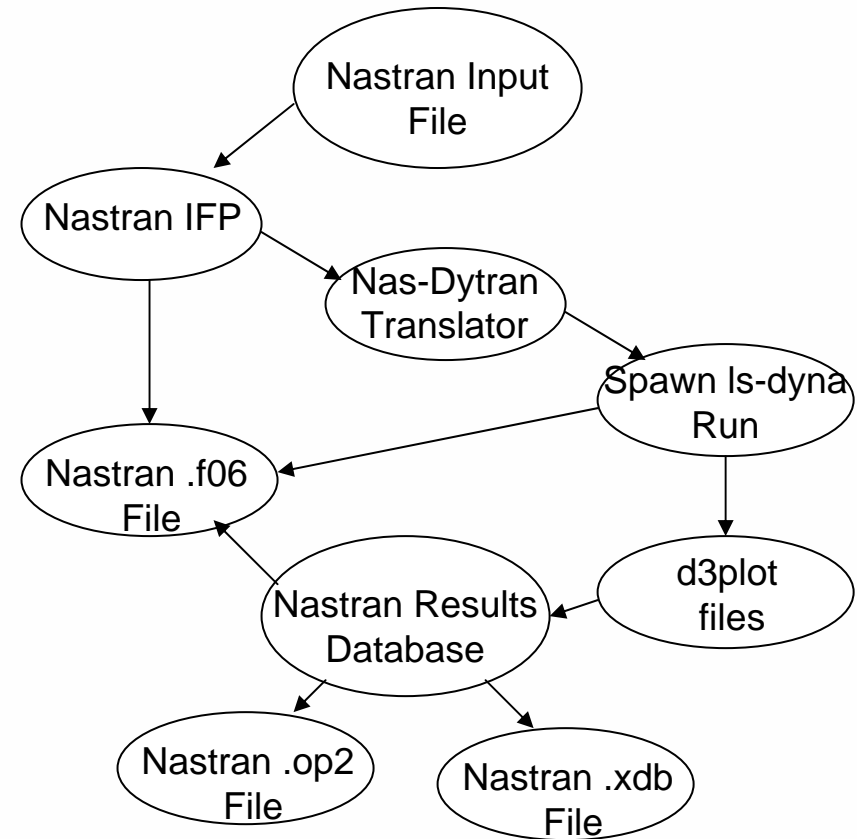 Nastran Input
File
Nastran IFP
Nas-Dytran
Translator
Spawn ls-dyna
Run
Nastran .f06
File
d3plot
files
Nastran Results
Database
Nastran .op2
File
Nastran .xdb
File